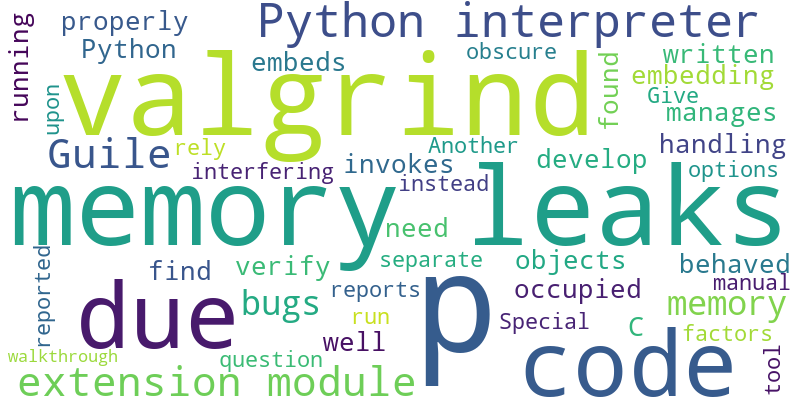 Python interpreter
properly
running
Python
embeds
obscure
written
valgrind
found
embedding
Give
upon
manages
Guile
rely
Another
handling
interfering
invokes
develop
options
instead
memory leaks
need
reported
find
verify
separate
objects
behaved
due
bugs
reports
p
occupied
manual
memory
run
Special
C
factors
well
code
walkthrough
question
tool
extension module